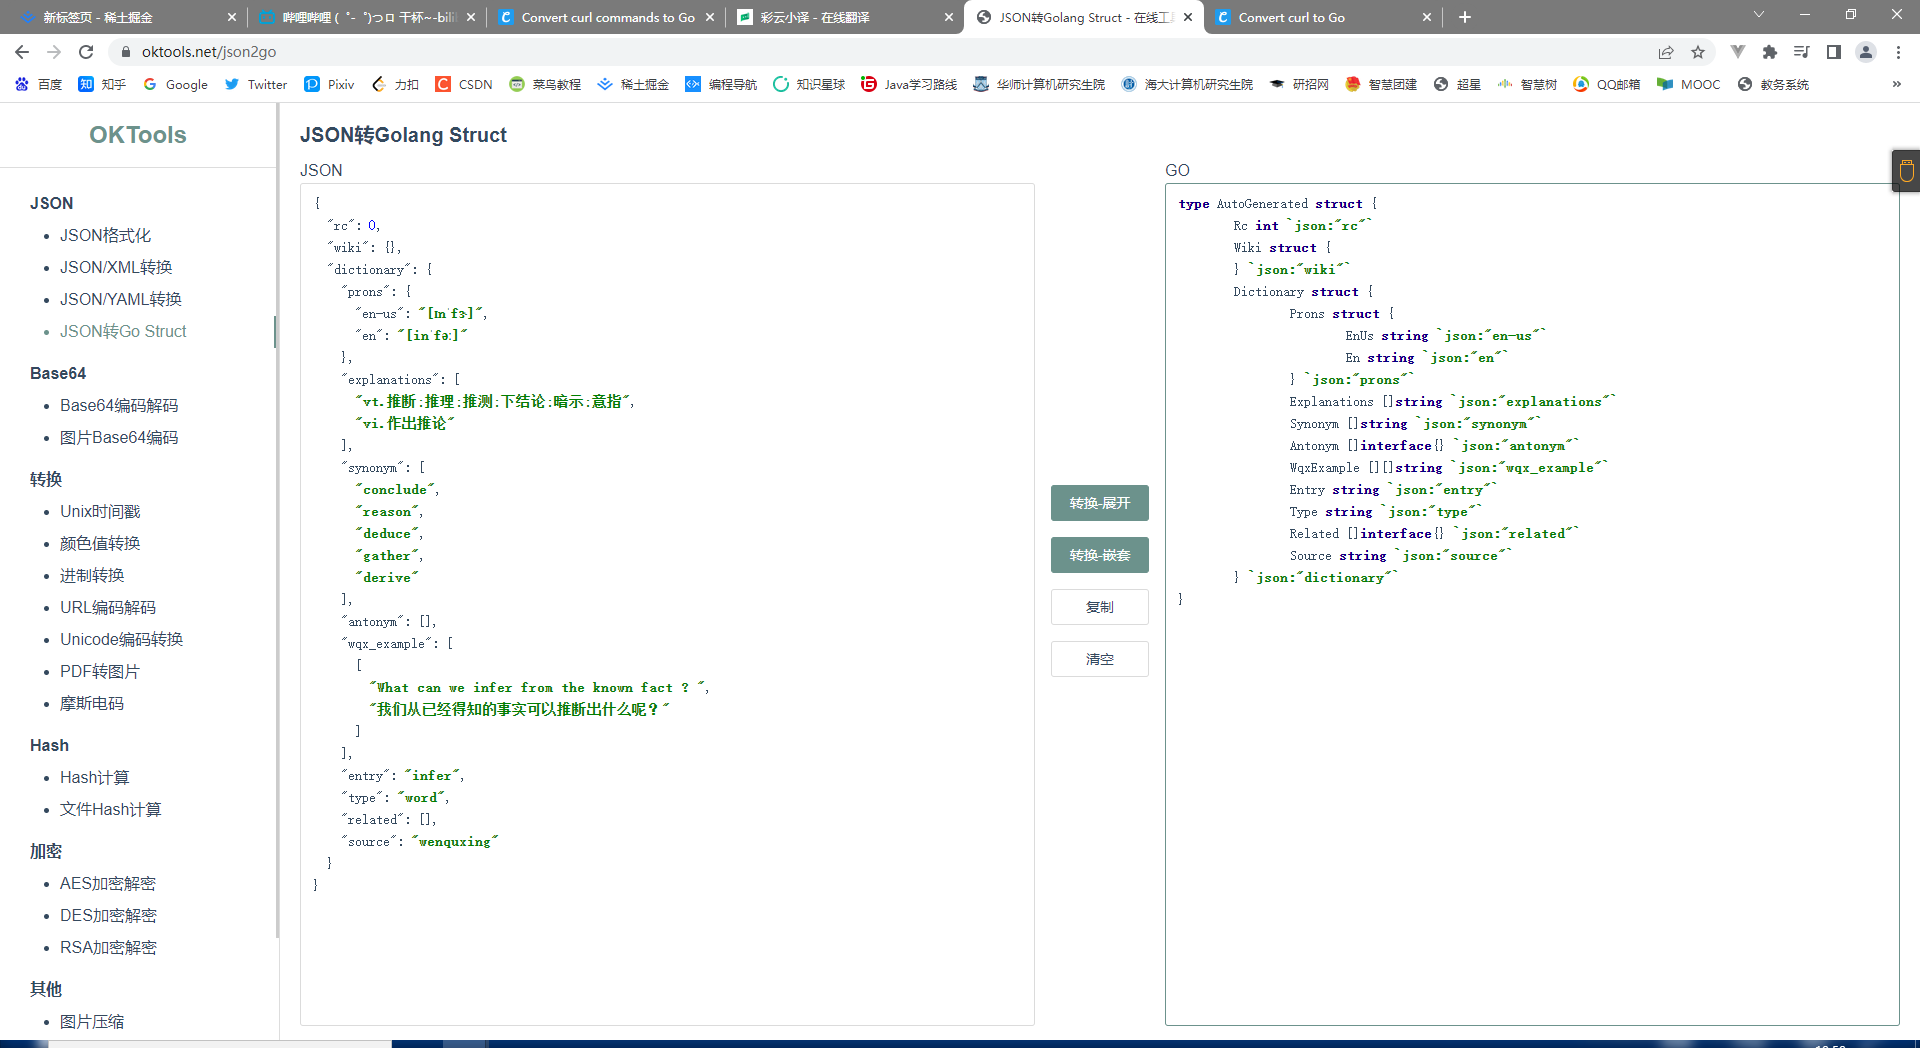 新标签页 - 稀土掘金
哔哩哔哩 ( ゜- ゜)つロ 干杯~-bili
Convert curl commands to Go
彩云小译 - 在线翻译
JSON转Golang Struct - 在线工
Convert curl to Go
oktools.net/json2go
百度 知乎 Google Twitter Pixiv 力扣 CSDN 菜鸟教程 稀土掘金 编程导航 知识星球 Java学习路线 华师计算机研究生院 海大计算机研究生院 研招网 智慧团建 超星 智慧树 QQ邮箱 MOOC 教务系统 »
OKTools
JSON
JSON格式化
JSON/XML转换
JSON/YAML转换
JSON转Go Struct
Base64
Base64编码解码
图片Base64编码
转换
Unix时间戳
颜色值转换
进制转换
URL编码解码
Unicode编码转换
PDF转图片
摩斯电码
Hash
Hash计算
文件Hash计算
加密
AES加密解密
DES加密解密
RSA加密解密
其他
图片压缩
JSON转Golang Struct
JSON
{
"rc": 0,
"wiki": {},
"dictionary": {
"prons": {
"en-us": "[ɪnˈfɝ]",
"en": "[inˈfəː]"
},
"explanations": [
"vt.推断;推理;推测;下结论;暗示;意指",
"vi.作出推论"
],
"synonym": [
"conclude",
"reason",
"deduce",
"gather",
"derive"
],
"antonym": [],
"wqx_example": [
[
"What can we infer from the known fact ? ",
"我们从已经得知的事实可以推断出什么呢？"
]
],
"entry": "infer",
"type": "word",
"related": [],
"source": "wenquxing"
}
}
转换-展开
转换-嵌套
复制
清空
GO
type AutoGenerated struct {
Rc int `json:"rc"`
Wiki struct {
} `json:"wiki"`
Dictionary struct {
Prons struct {
EnUs string `json:"en-us"`
En string `json:"en"`
} `json:"prons"`
Explanations []string `json:"explanations"`
Synonym []string `json:"synonym"`
Antonym []interface{} `json:"antonym"`
WqxExample [][]string `json:"wqx_example"`
Entry string `json:"entry"`
Type string `json:"type"`
Related []interface{} `json:"related"`
Source string `json:"source"`
} `json:"dictionary"`
}